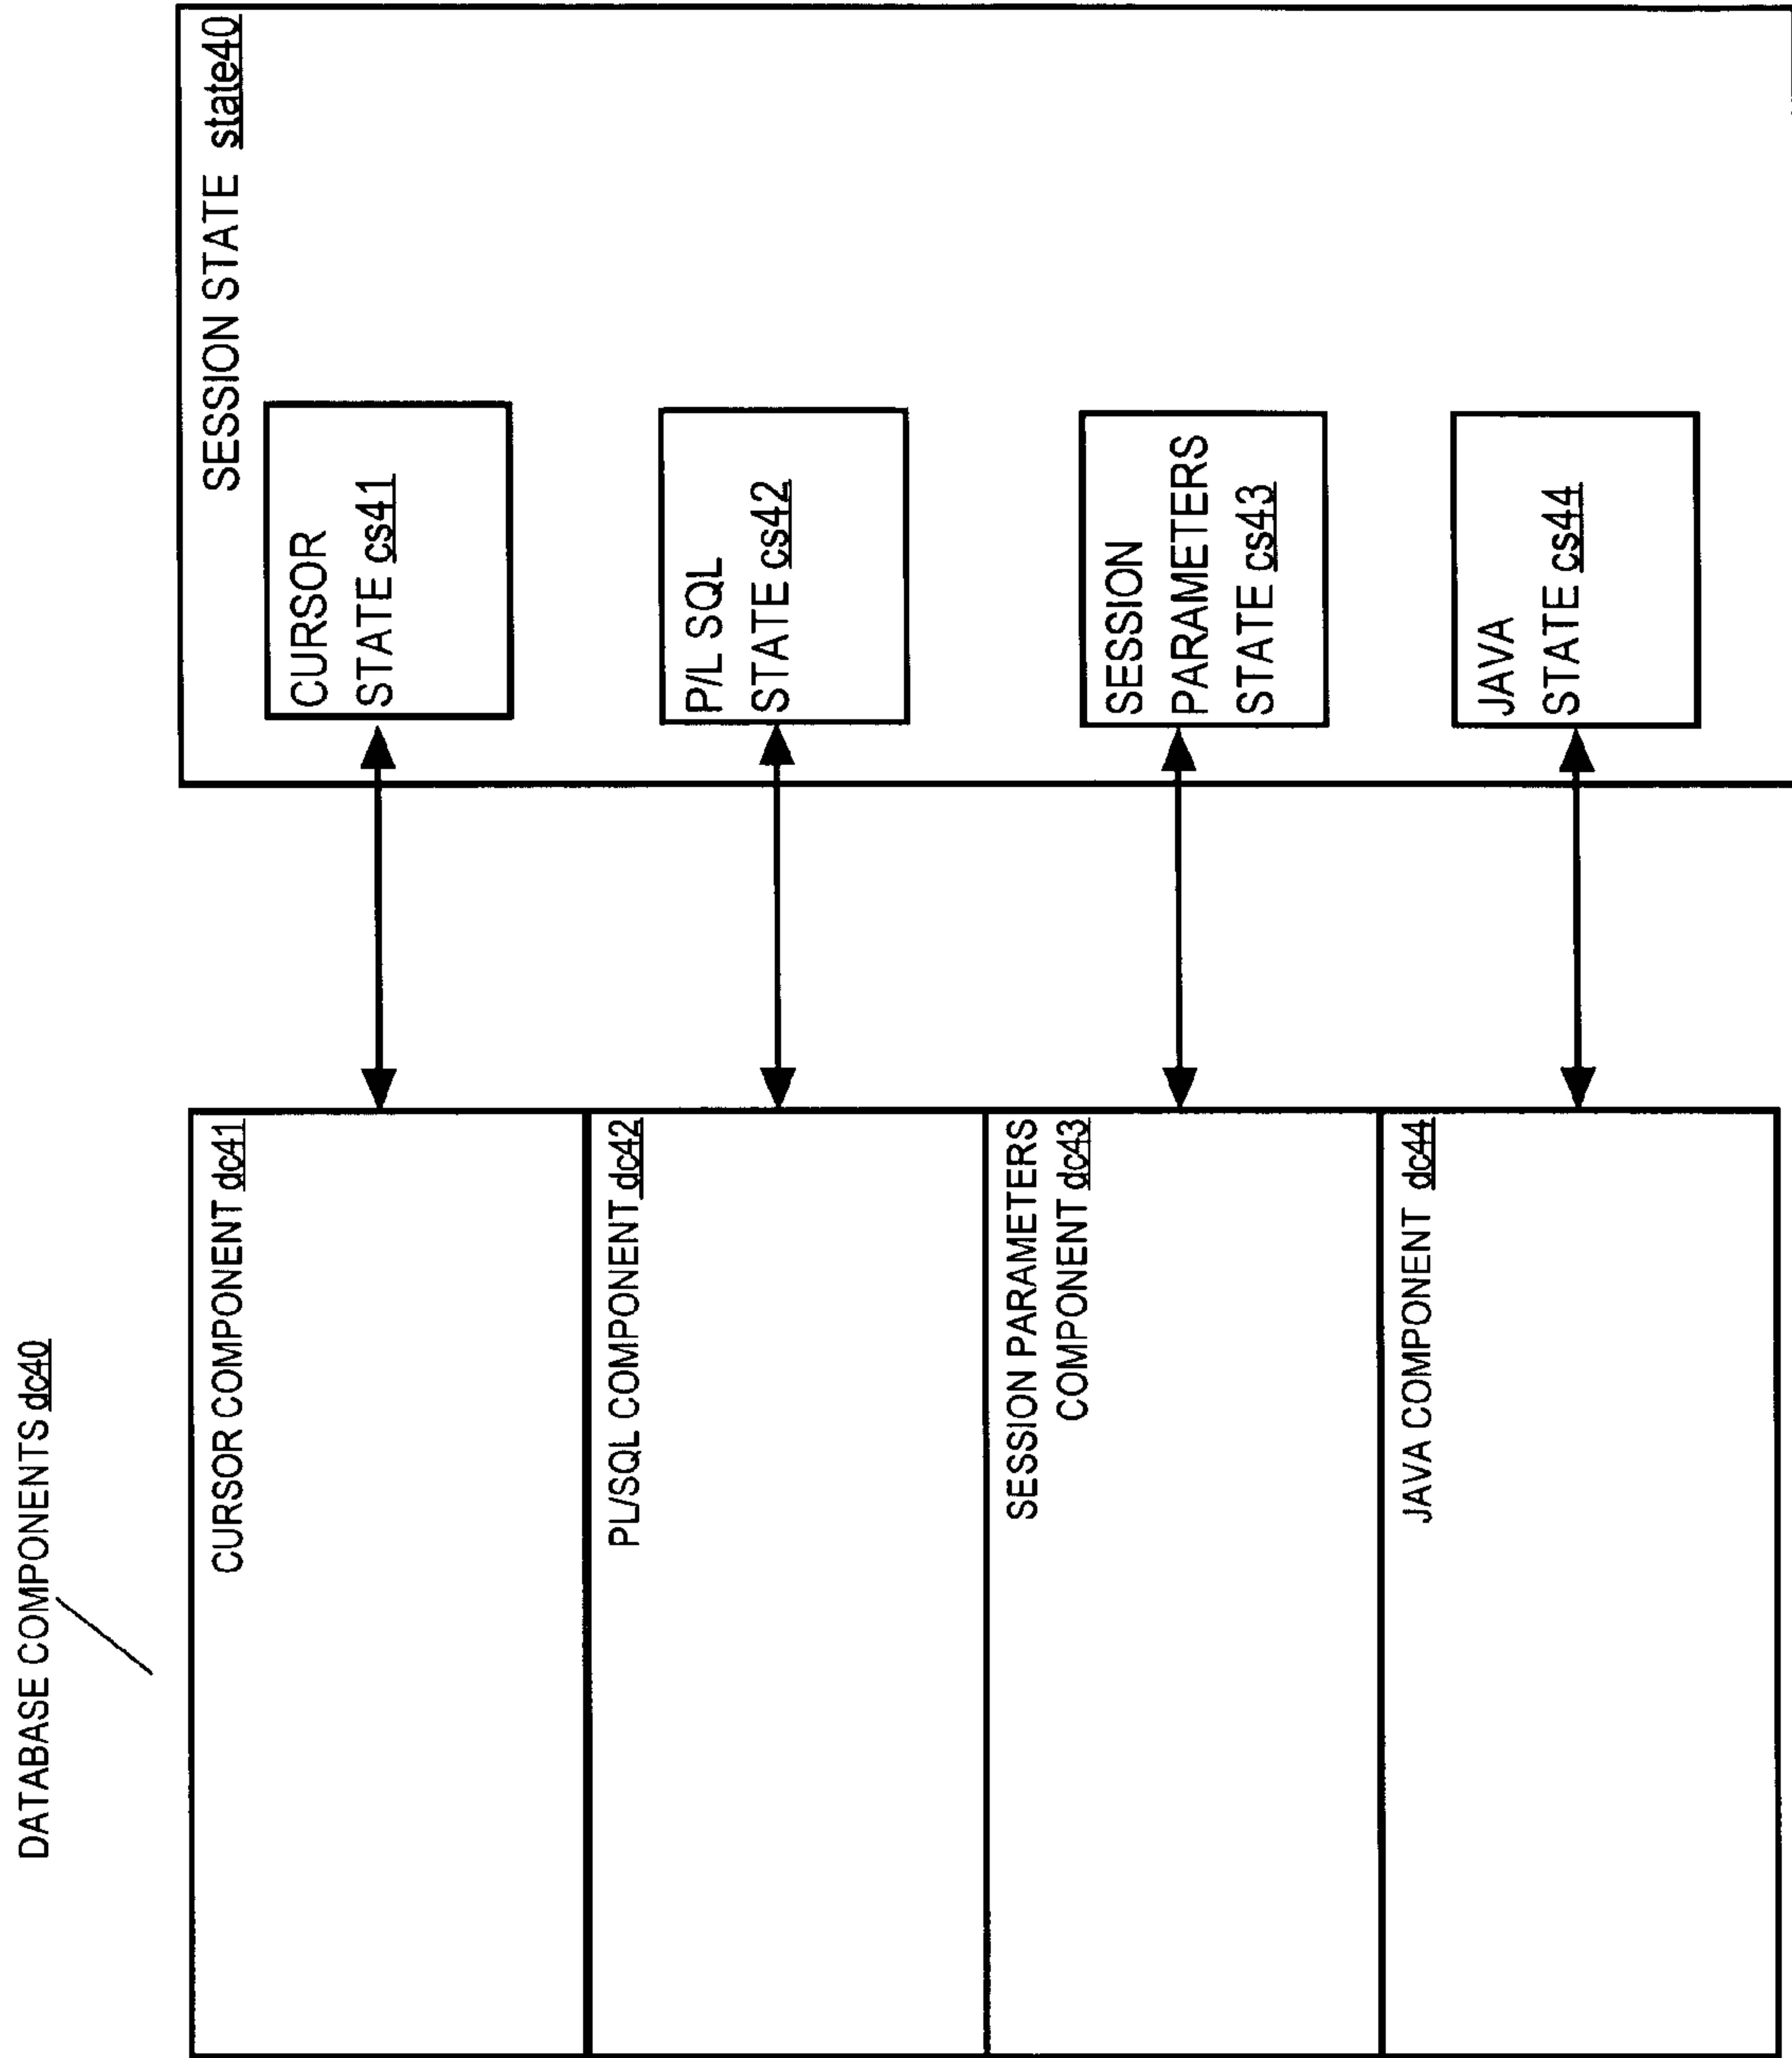 DATABASE COMPONENTS dc40
CURSOR COMPONENT dc41
PL/SQL COMPONENT dc42
SESSION PARAMETERS
COMPONENT dc43
JAVA COMPONENT dc44
SESSION STATE state40
CURSOR
STATE cs41
P/L SQL
STATE cs42
SESSION
PARAMETERS
STATE cs43
JAVA
STATE cs44